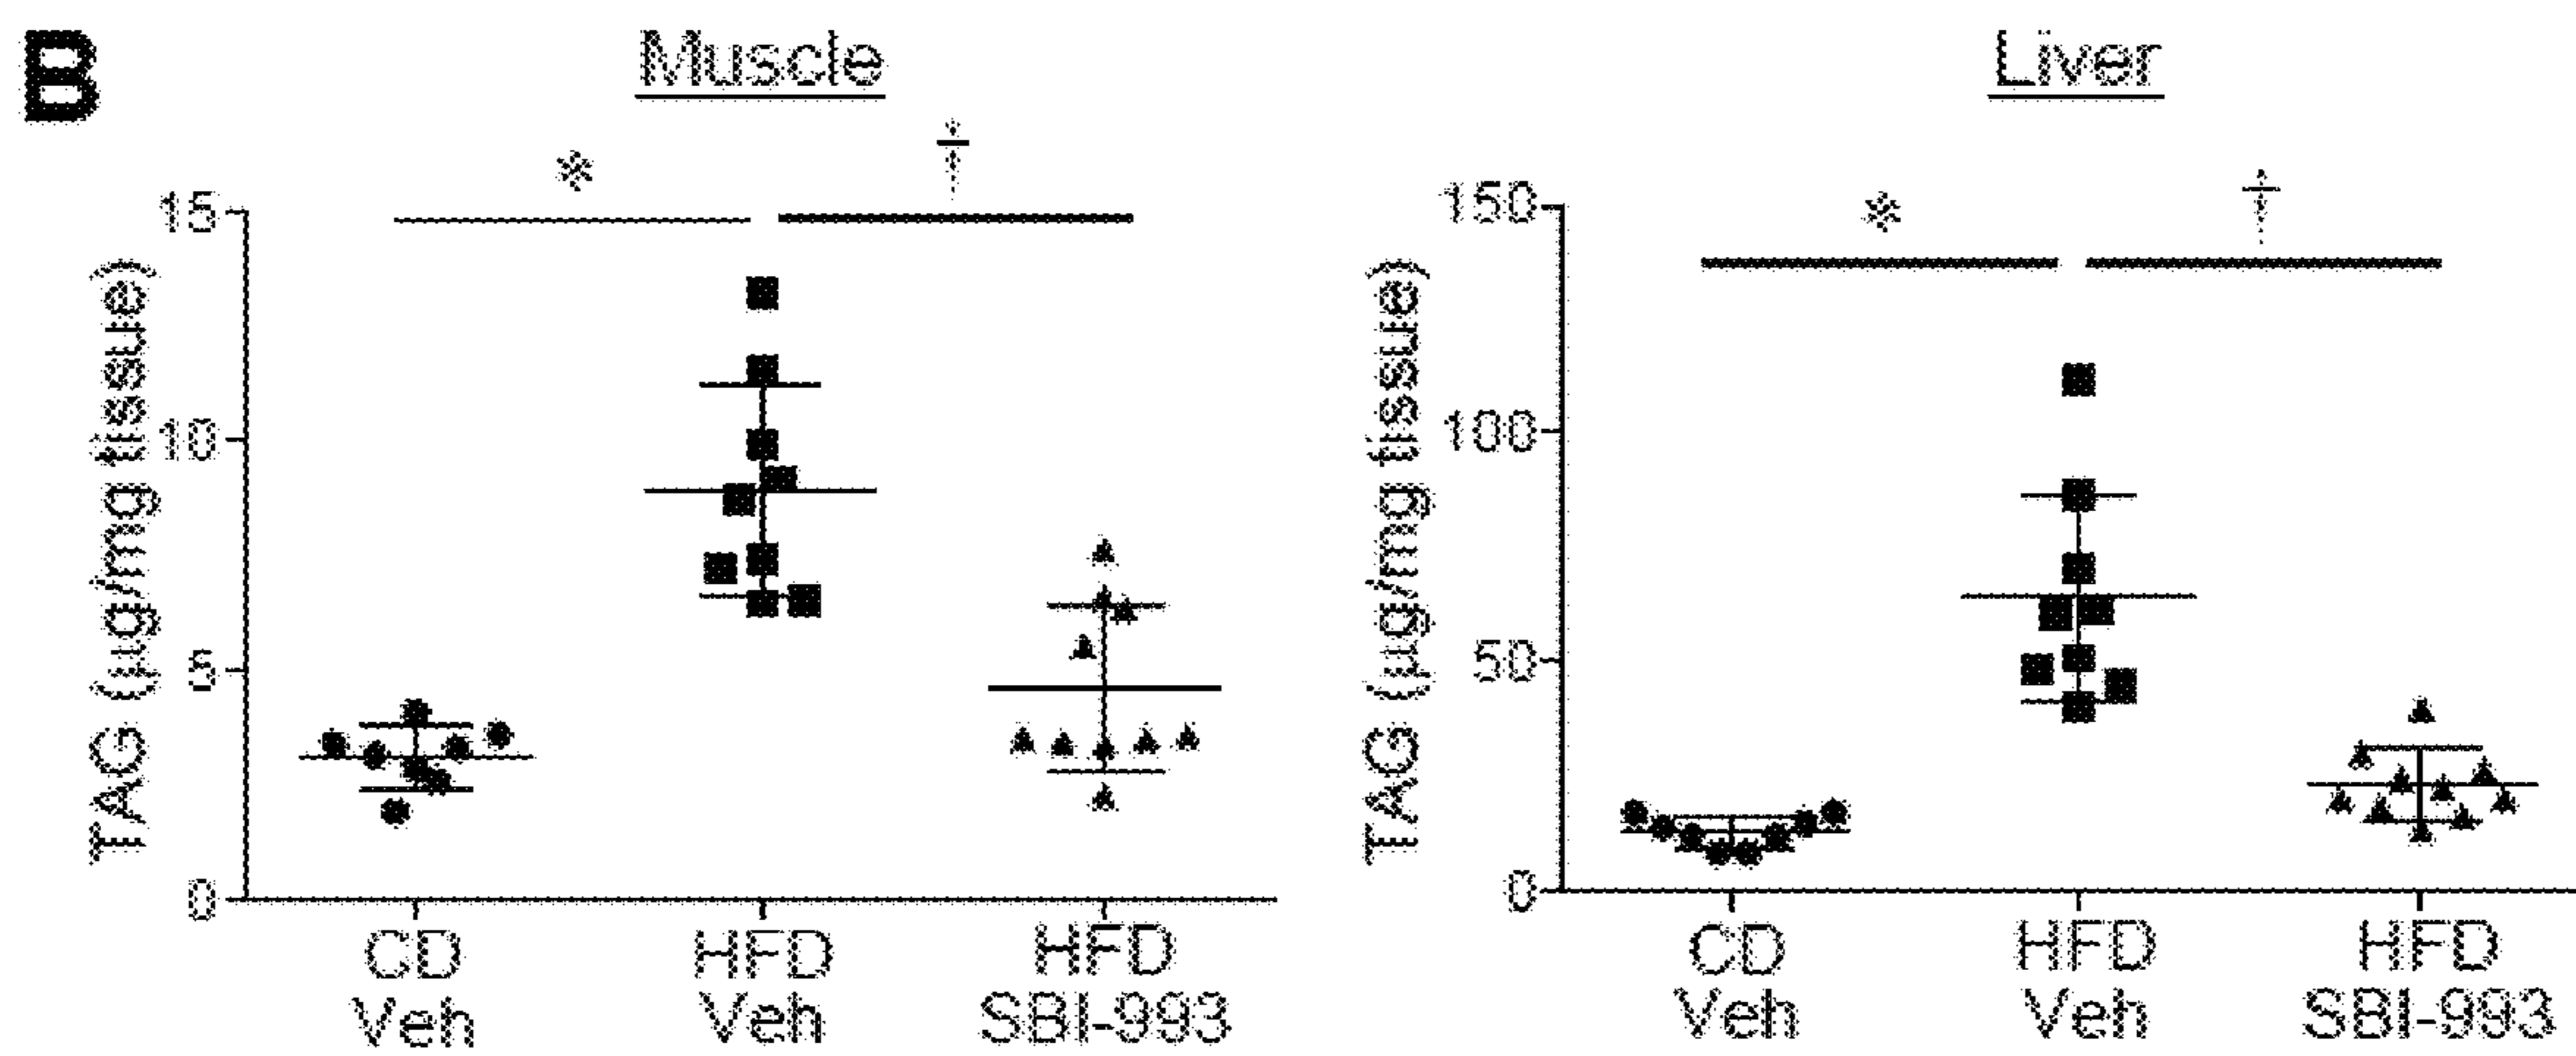 B
Muscle
*
†
TAG (µg/mg tissue)
15
10
5
0
CD
Veh
HFD
Veh
HFD
SBI-993
Liver
*
†
TAG (µg/mg tissue)
150
100
50
0
CD
Veh
HFD
Veh
HFD
SBI-993